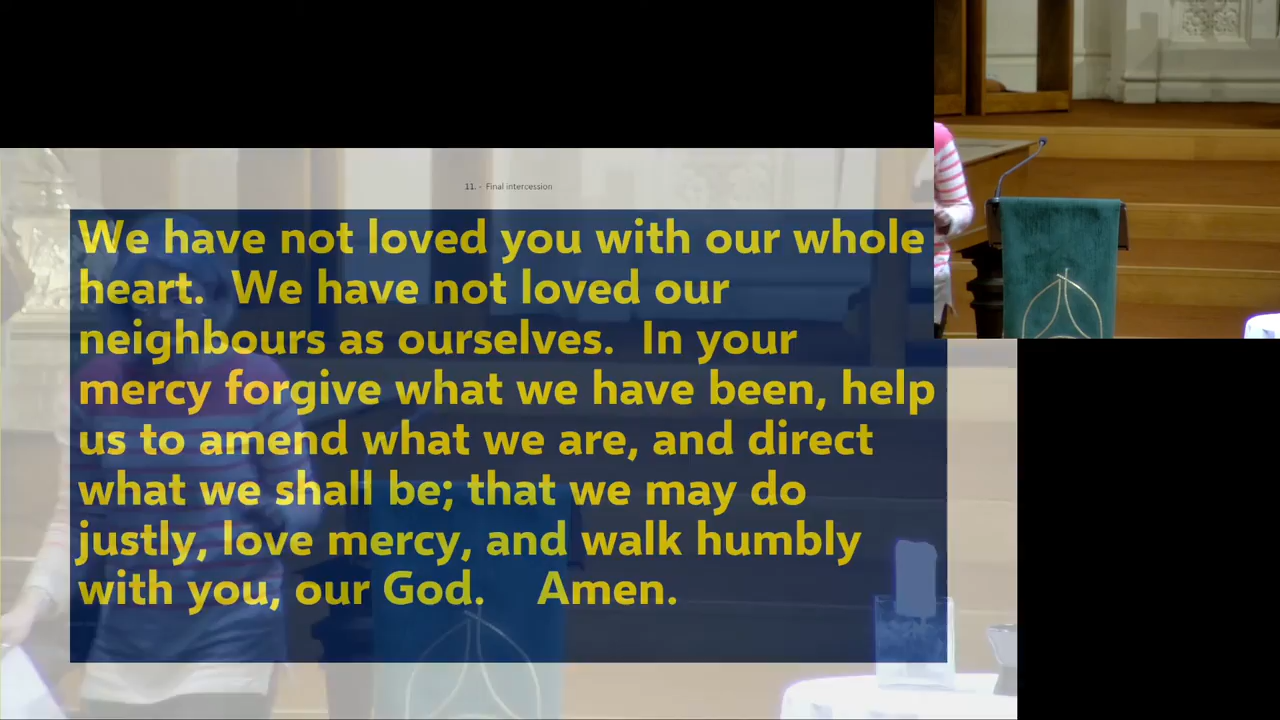 11. - Final intercession
We have not loved you with our whole
heart.  We have not loved our
neighbours as ourselves.  In your
mercy forgive what we have been, help
us to amend what we are, and direct
what we shall be; that we may do
justly, love mercy, and walk humbly
with you, our God.    Amen.